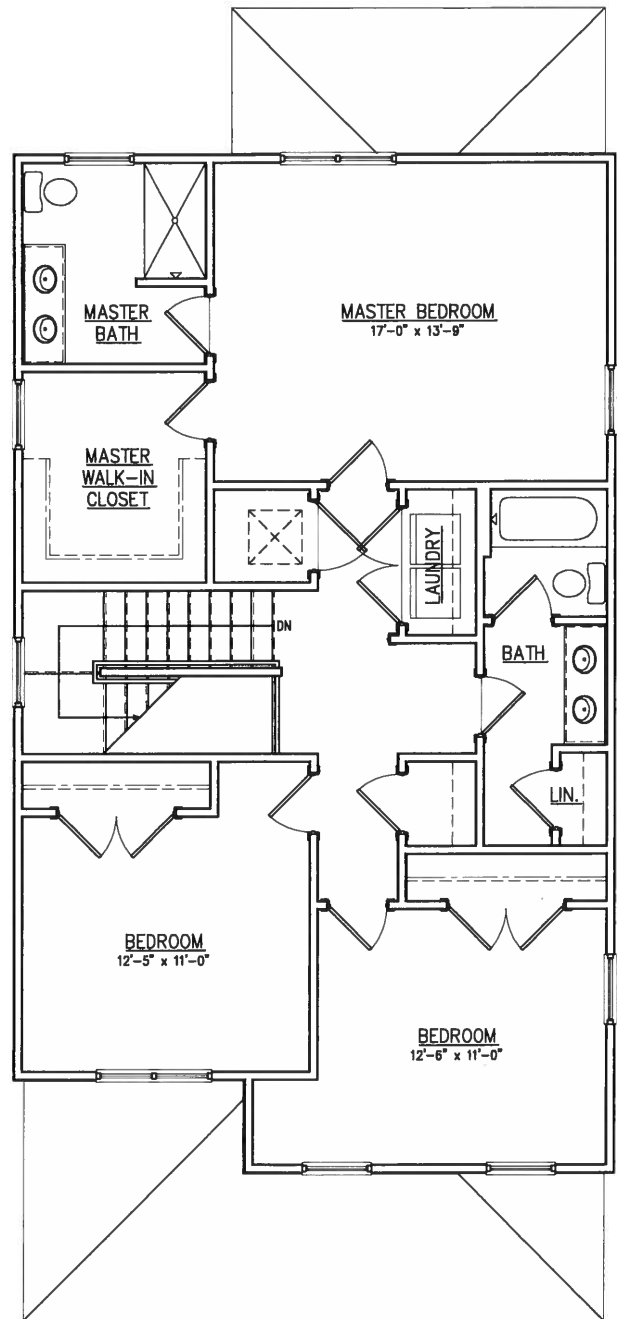 MASTER
BATH
MASTER BEDROOM
17'-0" x 13'-9"
MASTER
WALK-IN
CLOSET
LAUNDRY
DN
BATH
LIN.
BEDROOM
12'-5" x 11'-0"
BEDROOM
12'-6" x 11'-0"